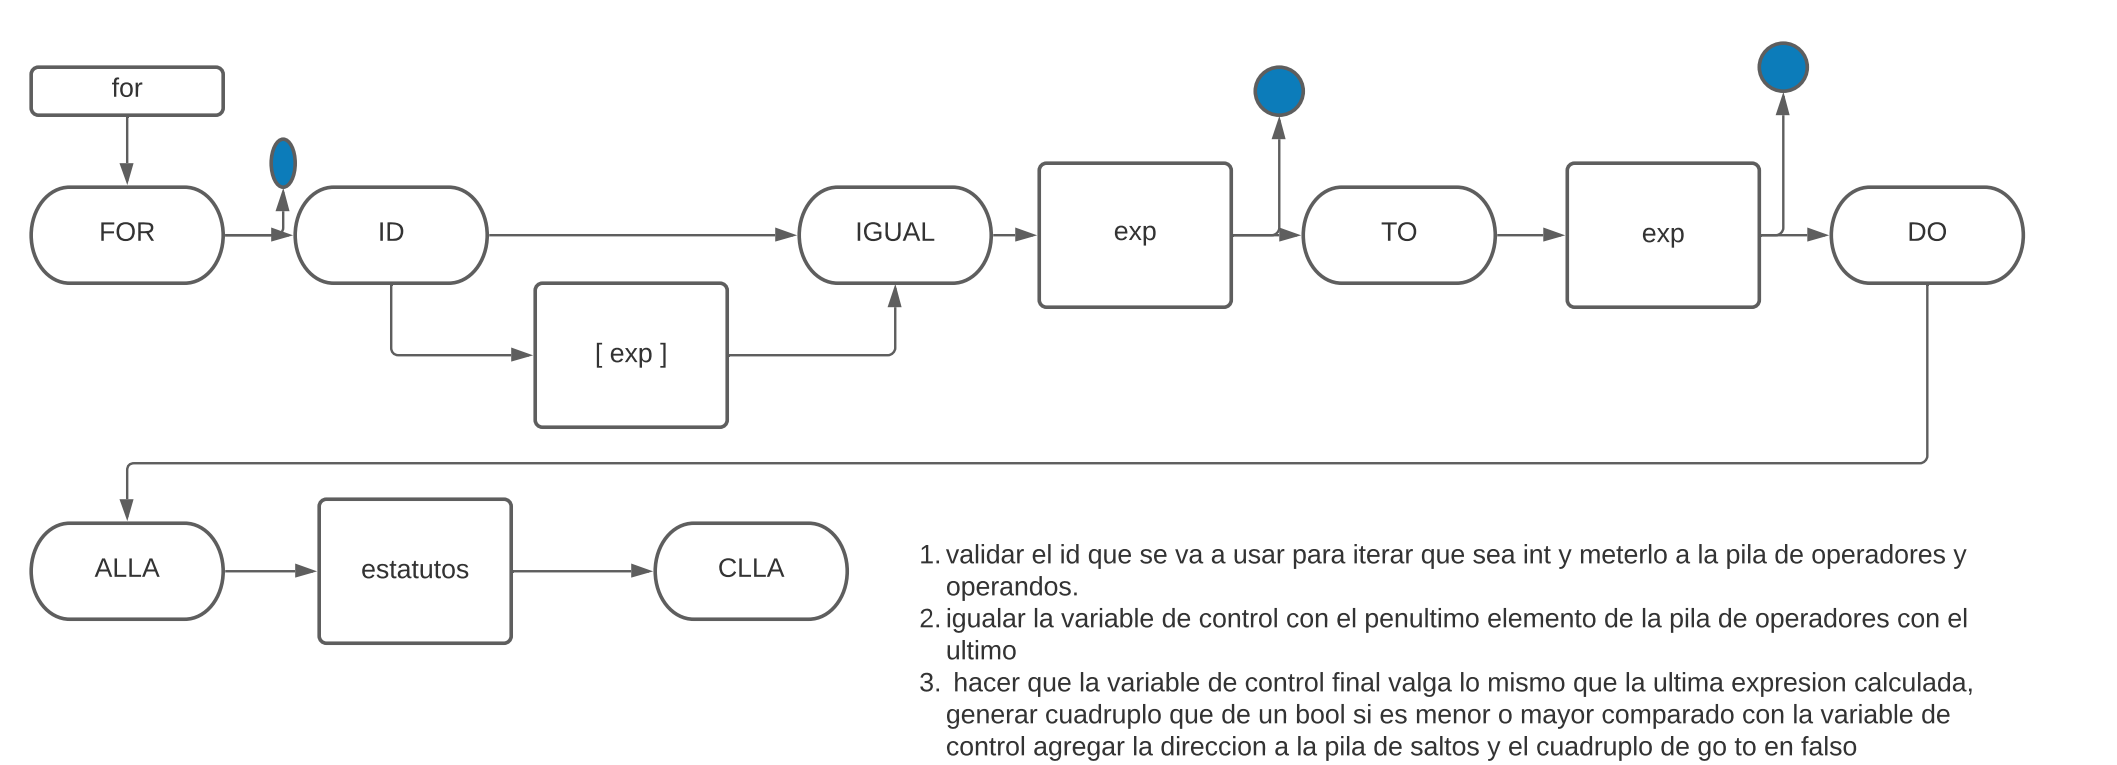 for
FOR
ID
IGUAL
exp
TO
exp
DO
[ exp ]
ALLA
estatutos
CLLA
1. validar el id que se va a usar para iterar que sea int y meterlo a la pila de operadores y
operandos.
2. igualar la variable de control con el penultimo elemento de la pila de operadores con el
ultimo
3. hacer que la variable de control final valga lo mismo que la ultima expresion calculada,
generar cuadruplo que de un bool si es menor o mayor comparado con la variable de
control agregar la direccion a la pila de saltos y el cuadruplo de go to en falso